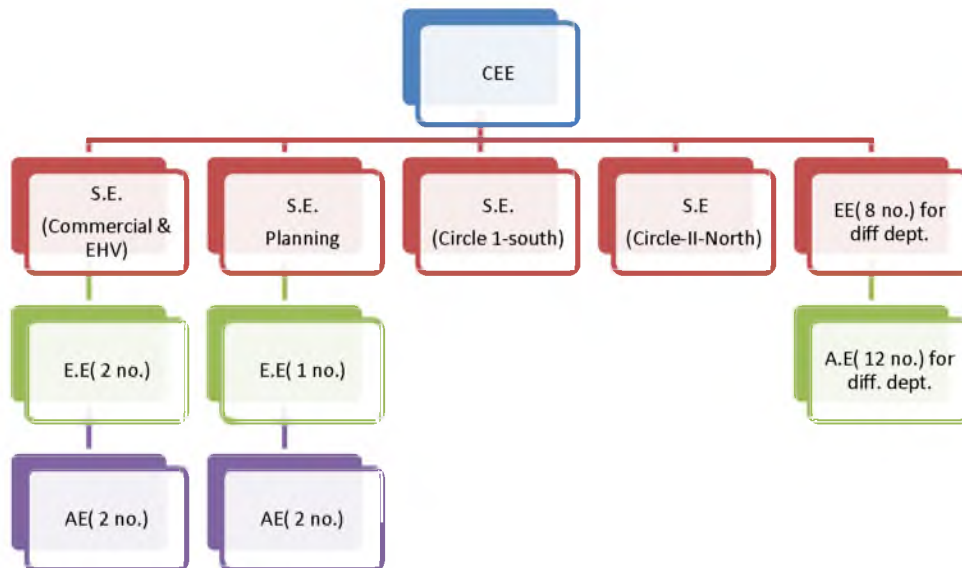 CEE
S.E.
(Commercial &
EHV)
S.E.
Planning
S.E.
(Circle 1-south)
S.E
(Circle-II-North)
EE( 8 no.) for
diff dept.
E.E( 2 no.)
E.E( 1 no.)
A.E( 12 no.) for
diff. dept.
AE( 2 no.)
AE( 2 no.)